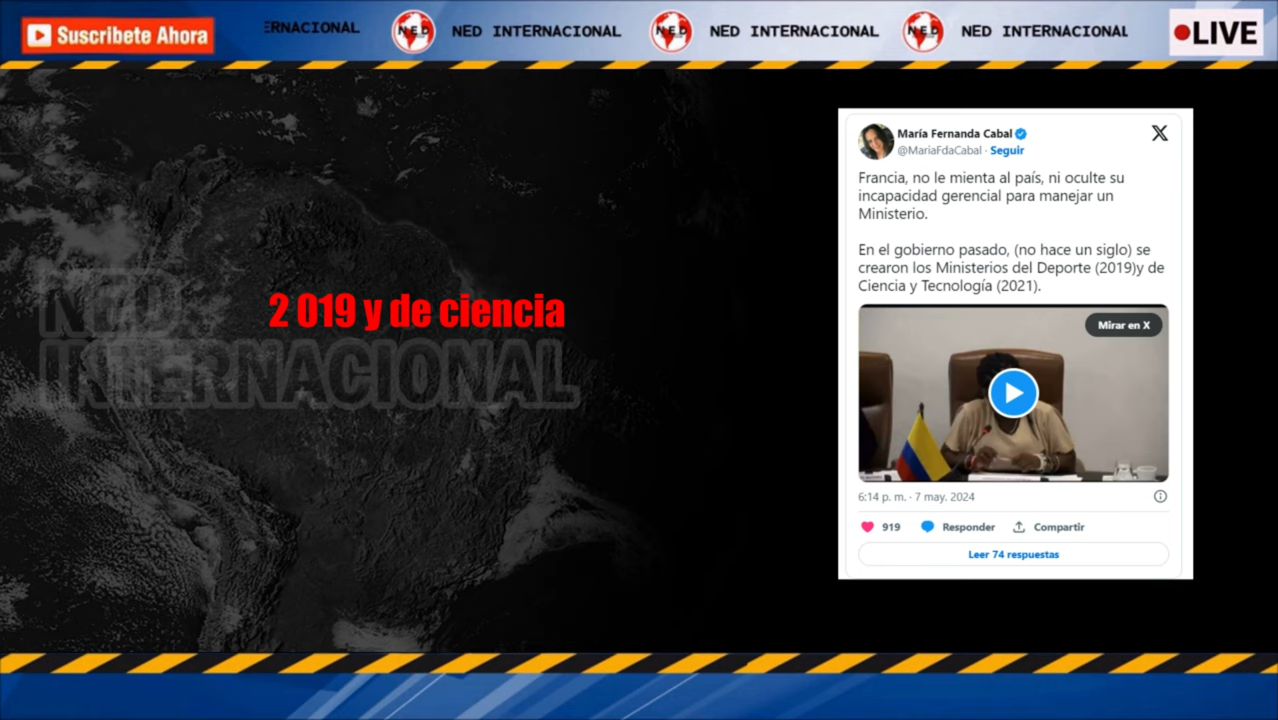 Suscribete Ahora
ERNACIONAL
NED
NED INTERNACIONAL
NED
NED INTERNACIONAL
NED
NED INTERNACIONAL
LIVE
NED
INTERNACIONAL
2 019 y de ciencia
María Fernanda Cabal
@MariaFdaCabal · Seguir
X
Francia, no le mienta al país, ni oculte su
incapacidad gerencial para manejar un
Ministerio.
En el gobierno pasado, (no hace un siglo) se
crearon los Ministerios del Deporte (2019)y de
Ciencia y Tecnología (2021).
Mirar en X
6:14 p. m. · 7 may. 2024
919 Responder Compartir
Leer 74 respuestas